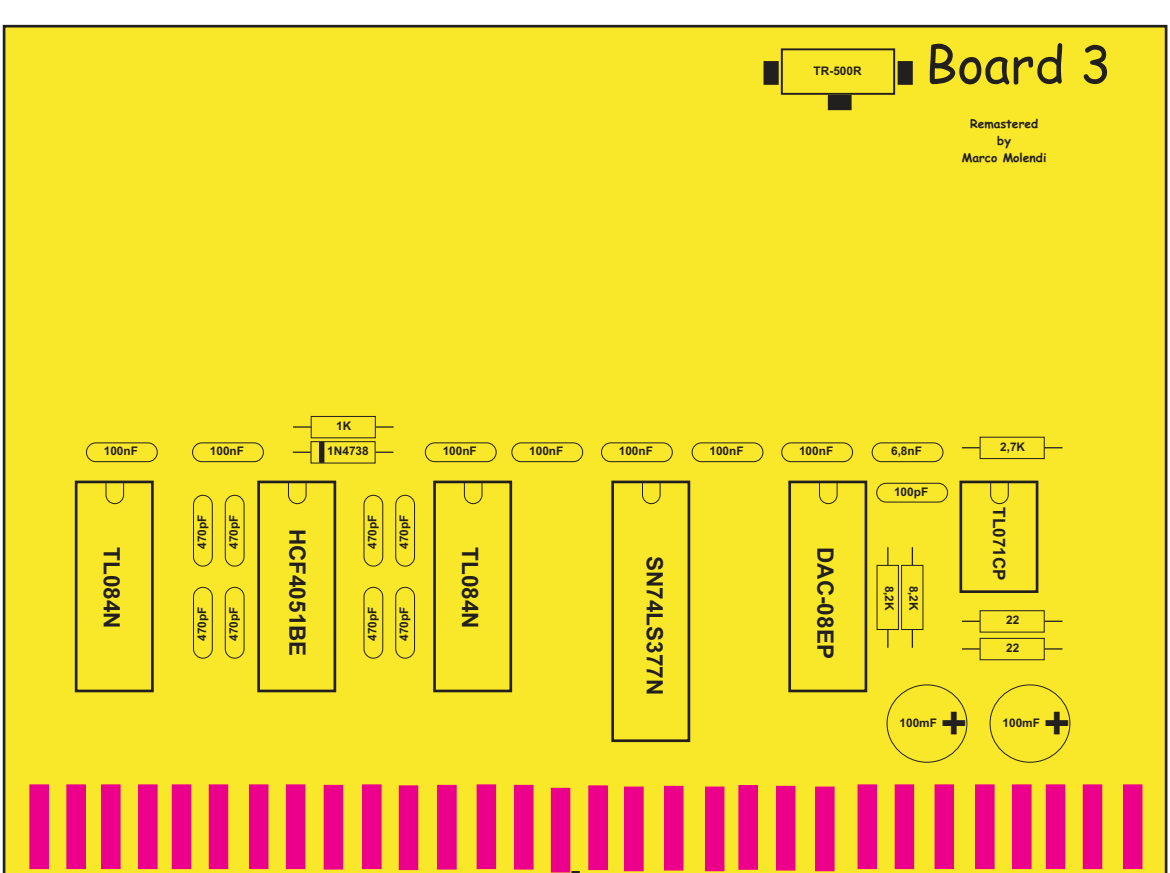 TR-500R
Board 3
Remastered
by
Marco Molendi
1K
100nF
100nF
1N4738
100nF
100nF
100nF
100nF
100nF
6,8nF
2,7K
100pF
TL084N
470pF
470pF
470pF
470pF
HCF4051BE
470pF
470pF
470pF
470pF
TL084N
SN74LS377N
DAC-08EP
8,2K
8,2K
TL071CP
22
22
100mF
100mF